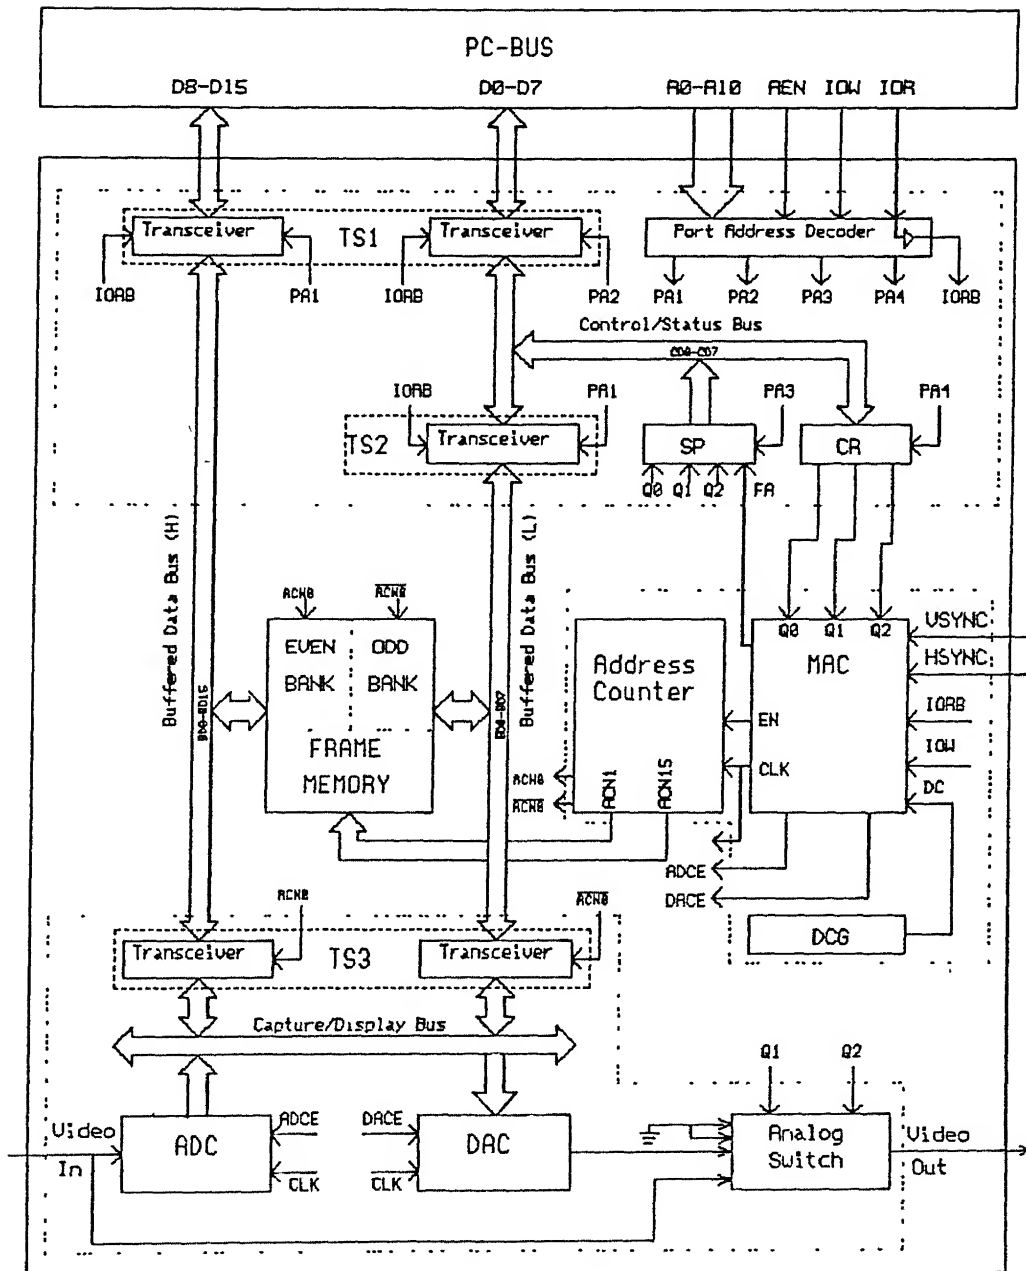 PC-BUS
D8-D15 D0-D7 A0-A10 AEN IOW IOR
Transceiver TS1 Transceiver Port Address Decoder
IORB PA1 IORB PA2 PA1 PA2 PA3 PA4 IORB
Control/Status Bus
CD0-CD7
IORB PA1 PA3 PA4
TS2 Transceiver SP CR
Q0 Q1 Q2 FA
Buffered Data Bus (H)
Buffered Data Bus (L)
ACN0 ACN0
EVEN BANK
ODD BANK
FRAME MEMORY
BD8-BD15
BD0-BD7
Address Counter
ACN1 ACN15
ACN0
ACN0
Q0 Q1 Q2
MAC
EN
CLK
VSYNC
HSYNC
IORB
IOW
DC
ADCE
DACE
DCG
ACN0 ACN0
Transceiver TS3 Transceiver
Capture/Display Bus
Q1 Q2
Video In
ADC
ADCE
CLK
DACE
CLK
DAC
Analog Switch
Video Out